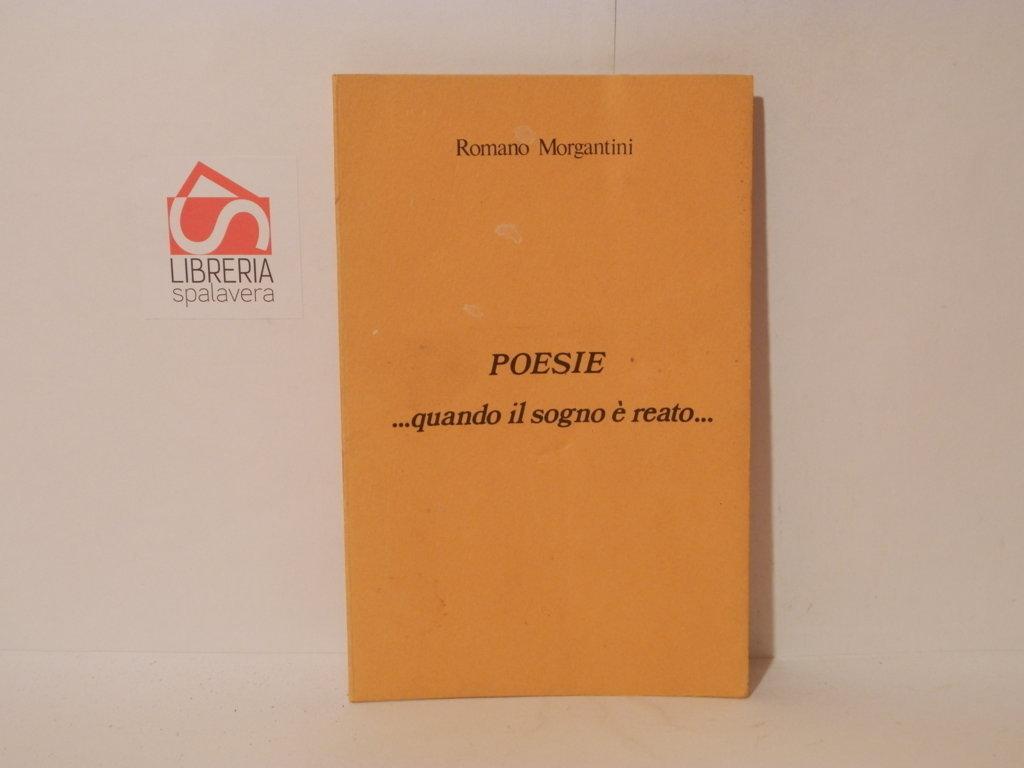 Romano Morgantini
POESIE
...quando il sogno è reato...
LIBRERIA
spalavera